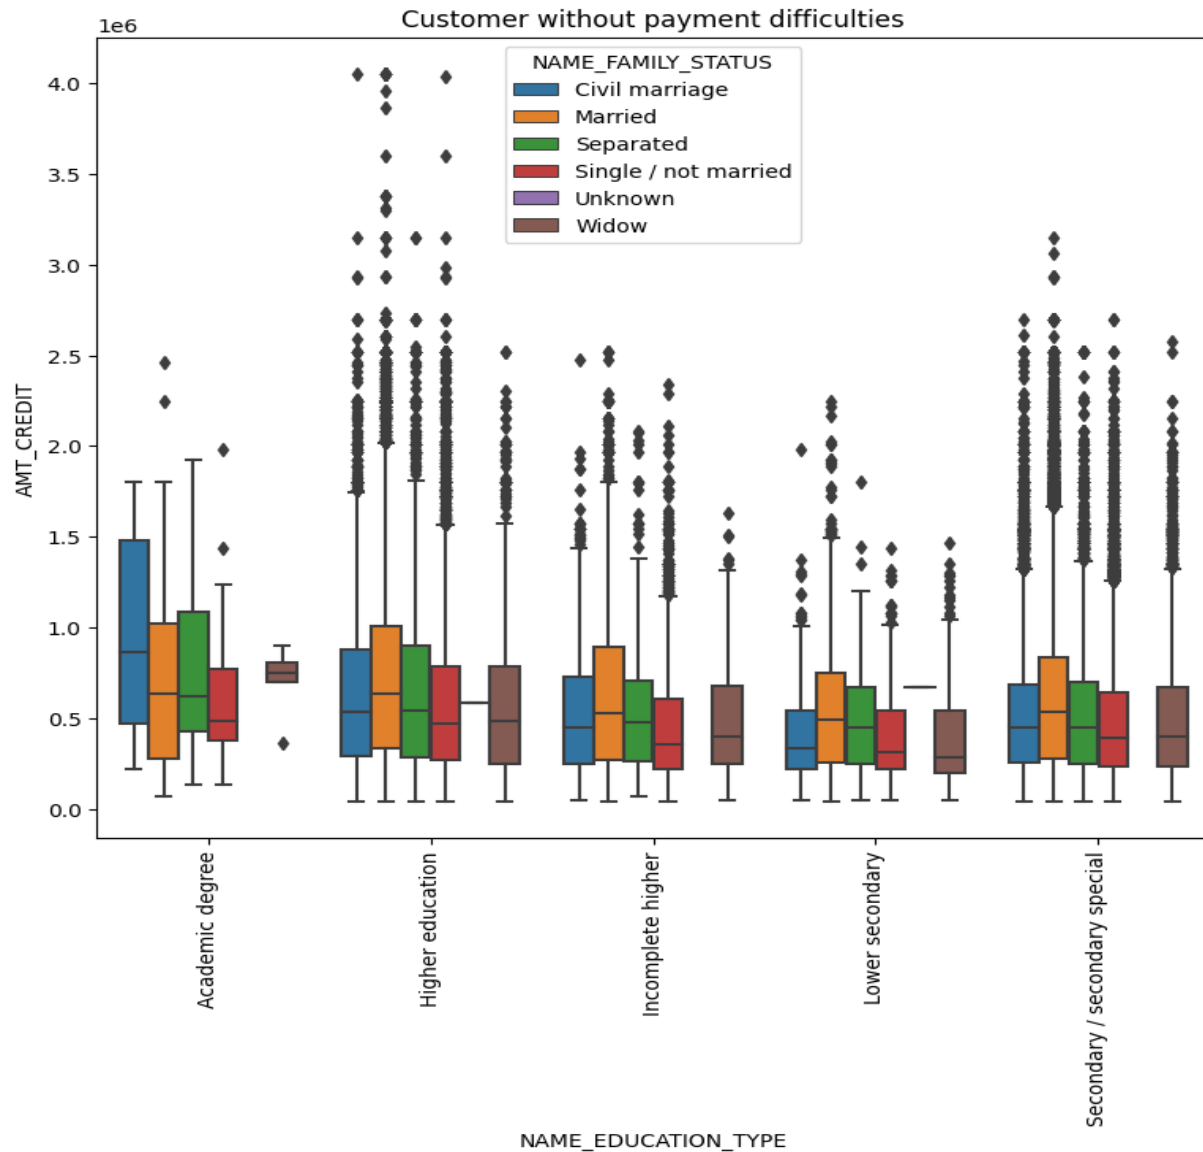 Customer without payment difficulties
1e6
NAME_FAMILY_STATUS
Civil marriage
Married
Separated
Single / not married
Unknown
Widow
4.0
3.5
3.0
2.5
2.0
1.5
1.0
0.5
0.0
AMT_CREDIT
Academic degree
Higher education
Incomplete higher
Lower secondary
Secondary / secondary special
NAME_EDUCATION_TYPE